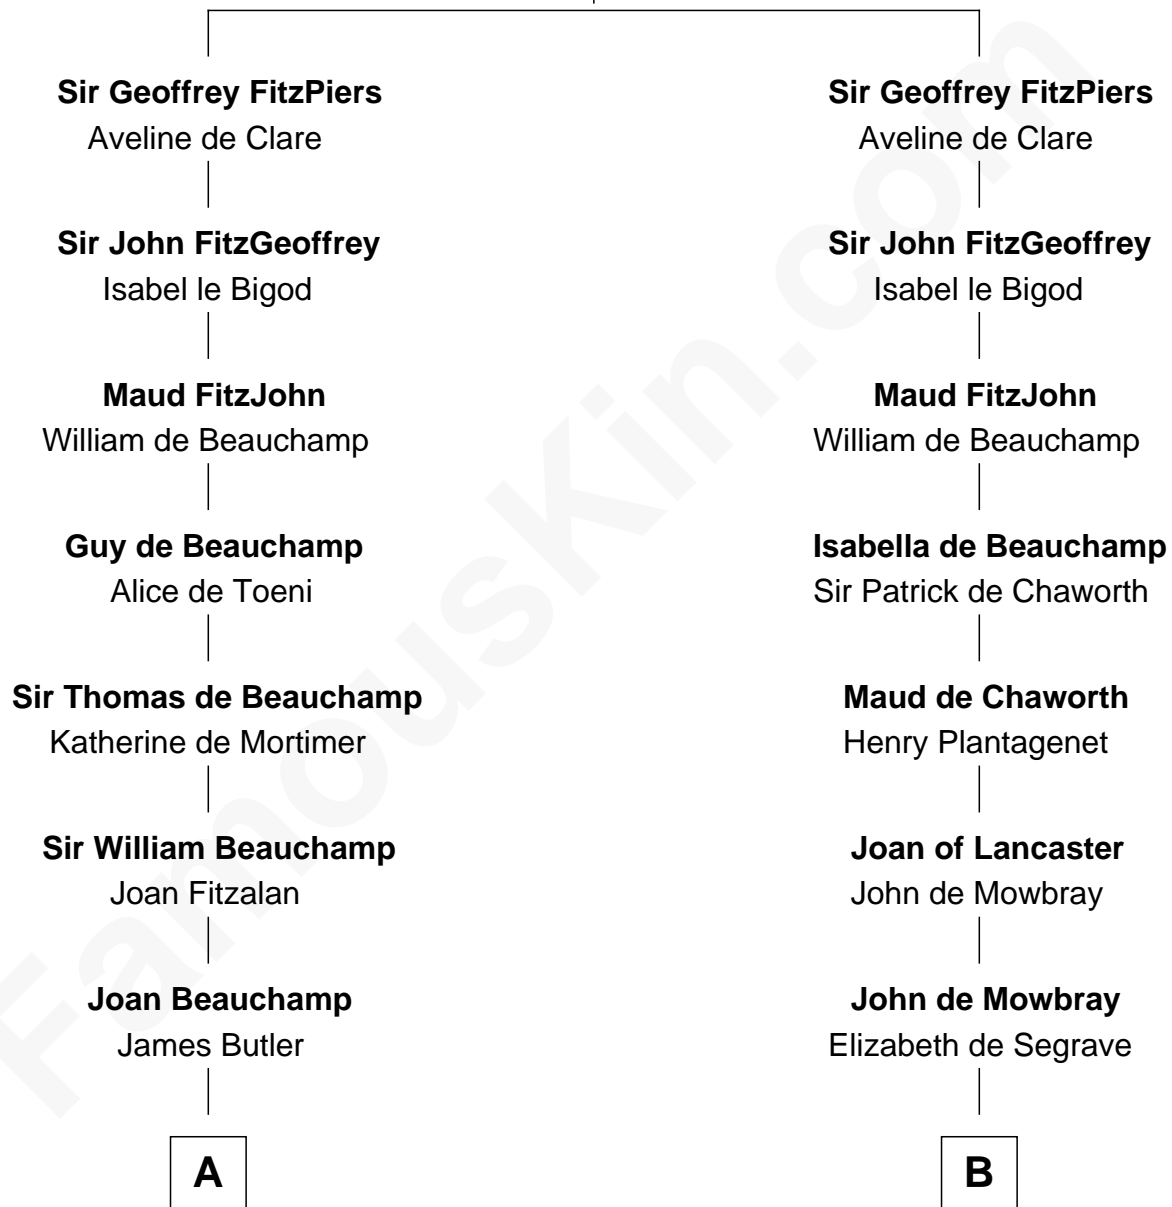 Sir Geoffrey FitzPiers
Aveline de Clare
Sir John FitzGeoffrey
Isabel le Bigod
Maud FitzJohn
William de Beauchamp
Guy de Beauchamp
Alice de Toeni
Sir Thomas de Beauchamp
Katherine de Mortimer
Sir William Beauchamp
Joan Fitzalan
Joan Beauchamp
James Butler
A
Sir Geoffrey FitzPiers
Aveline de Clare
Sir John FitzGeoffrey
Isabel le Bigod
Maud FitzJohn
William de Beauchamp
Isabella de Beauchamp
Sir Patrick de Chaworth
Maud de Chaworth
Henry Plantagenet
Joan of Lancaster
John de Mowbray
John de Mowbray
Elizabeth de Segrave
B
FamousKin.com